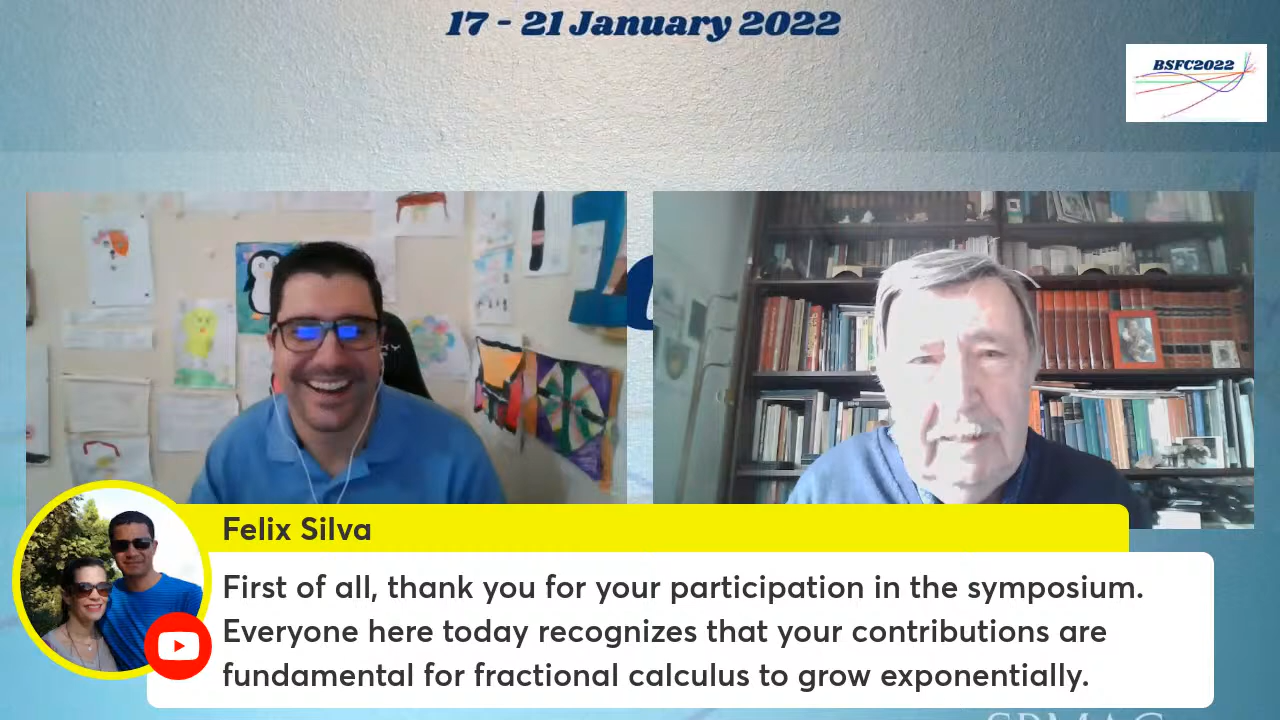 17 - 21 January 2022
BSFC2022
Felix Silva
First of all, thank you for your participation in the symposium.
Everyone here today recognizes that your contributions are
fundamental for fractional calculus to grow exponentially.